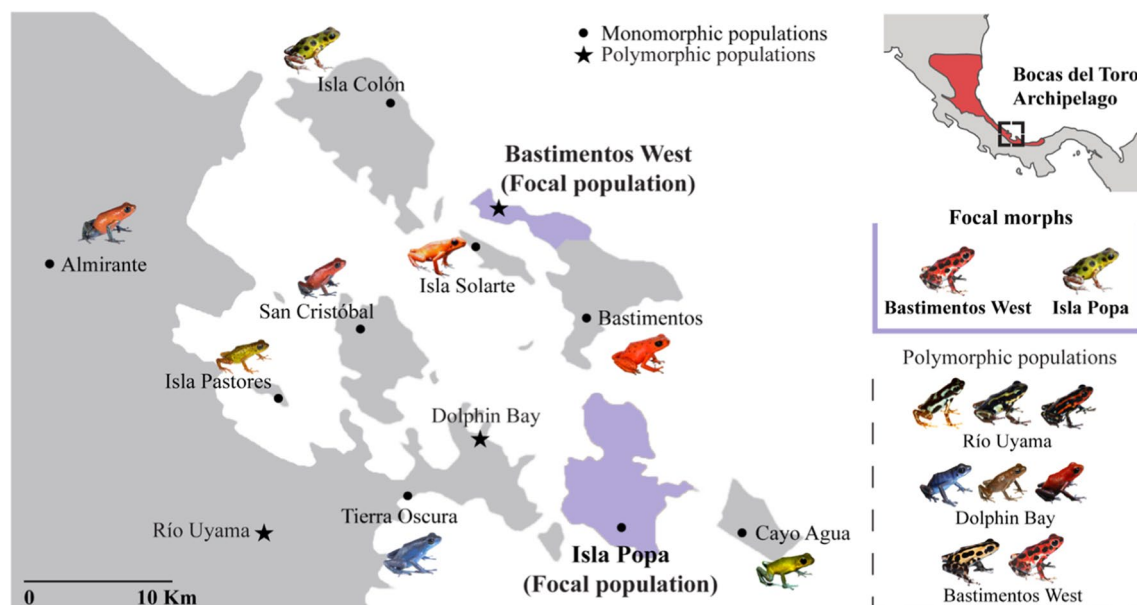 Monomorphic populations
Polymorphic populations
Isla Colón
Bastimentos West
(Focal population)
Almirante
Isla Solarte
San Cristóbal
Bastimentos
Isla Pastores
Dolphin Bay
Tierra Oscura
Río Uyama
Cayo Agua
Isla Popa
(Focal population)
0 10 Km
Bocas del Toro
Archipelago
Focal morphs
Bastimentos West Isla Popa
Polymorphic populations
Río Uyama
Dolphin Bay
Bastimentos West